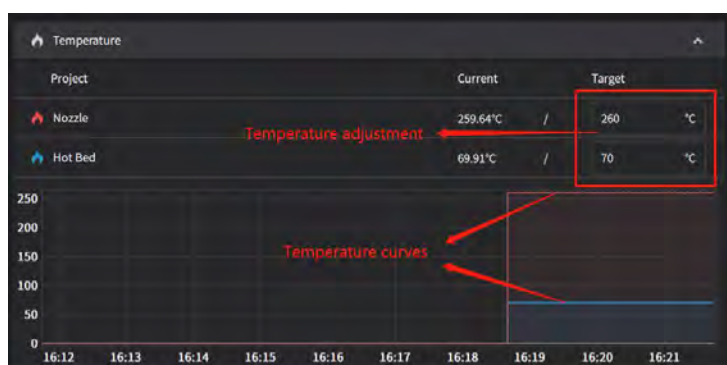 Temperature
Project Current Target
Nozzle 259.64°C / 260 °C
Temperature adjustment
Hot Bed 69.91°C / 70 °C
250
200
Temperature curves
150
100
50
0
16:12 16:13 16:14 16:15 16:16 16:17 16:18 16:19 16:20 16:21